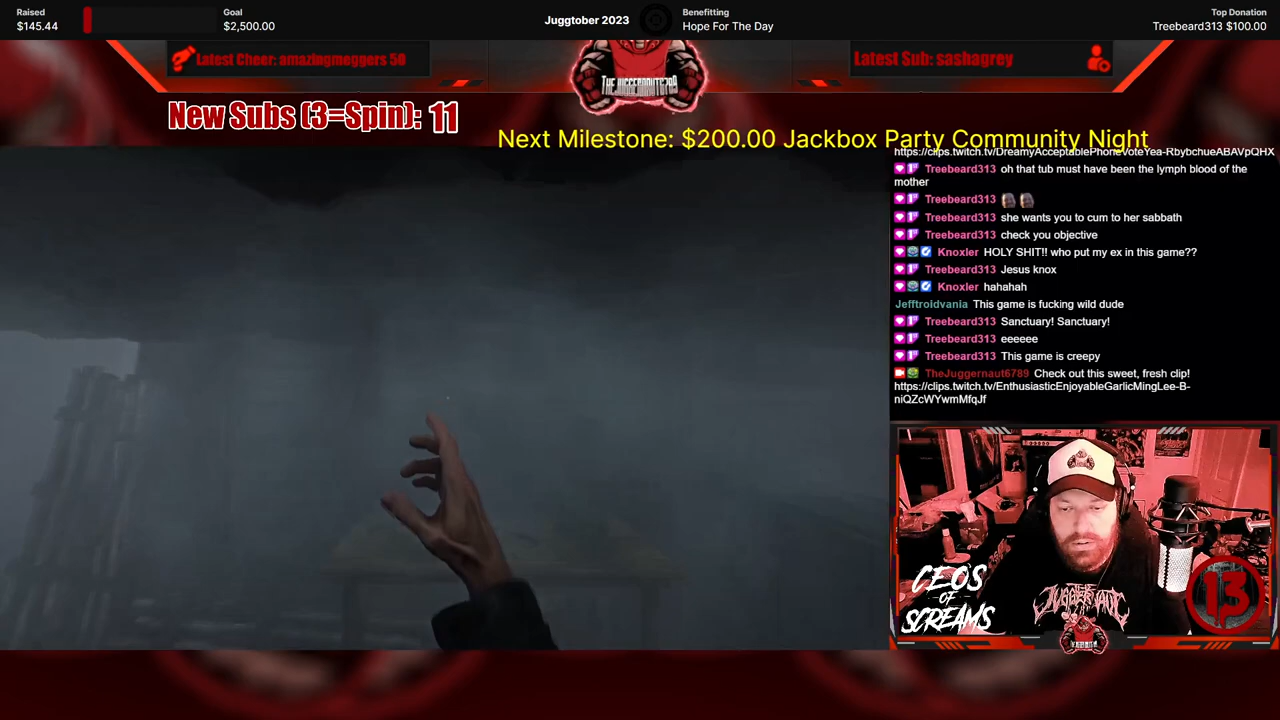 Raised
$145.44
Goal
$2,500.00
Juggtober 2023
Benefitting
Hope For The Day
Top Donation
Treebeard313 $100.00
Latest Cheer: amazingmeggers 50
THEJUGGERNAUT6789
Latest Sub: sashagrey
New Subs (3=Spin): 11
Next Milestone: $200.00 Jackbox Party Community Night
https://clips.twitch.tv/DreamyAcceptablePhoneVoteYea-RbybchueABAVpQHX
Treebeard313 oh that tub must have been the lymph blood of the
mother
Treebeard313
Treebeard313 she wants you to cum to her sabbath
Treebeard313 check you objective
Knoxler HOLY SHIT!! who put my ex in this game??
Treebeard313 Jesus knox
Knoxler hahahah
Jefftroidvania This game is fucking wild dude
Treebeard313 Sanctuary! Sanctuary!
Treebeard313 eeeeee
Treebeard313 This game is creepy
TheJuggernaut6789 Check out this sweet, fresh clip!
https://clips.twitch.tv/EnthusiasticEnjoyableGarlicMingLee-B-
niQZcWYwmMfqJf
CEOS
OF
SCREAMS
JUGGERNAUT
13